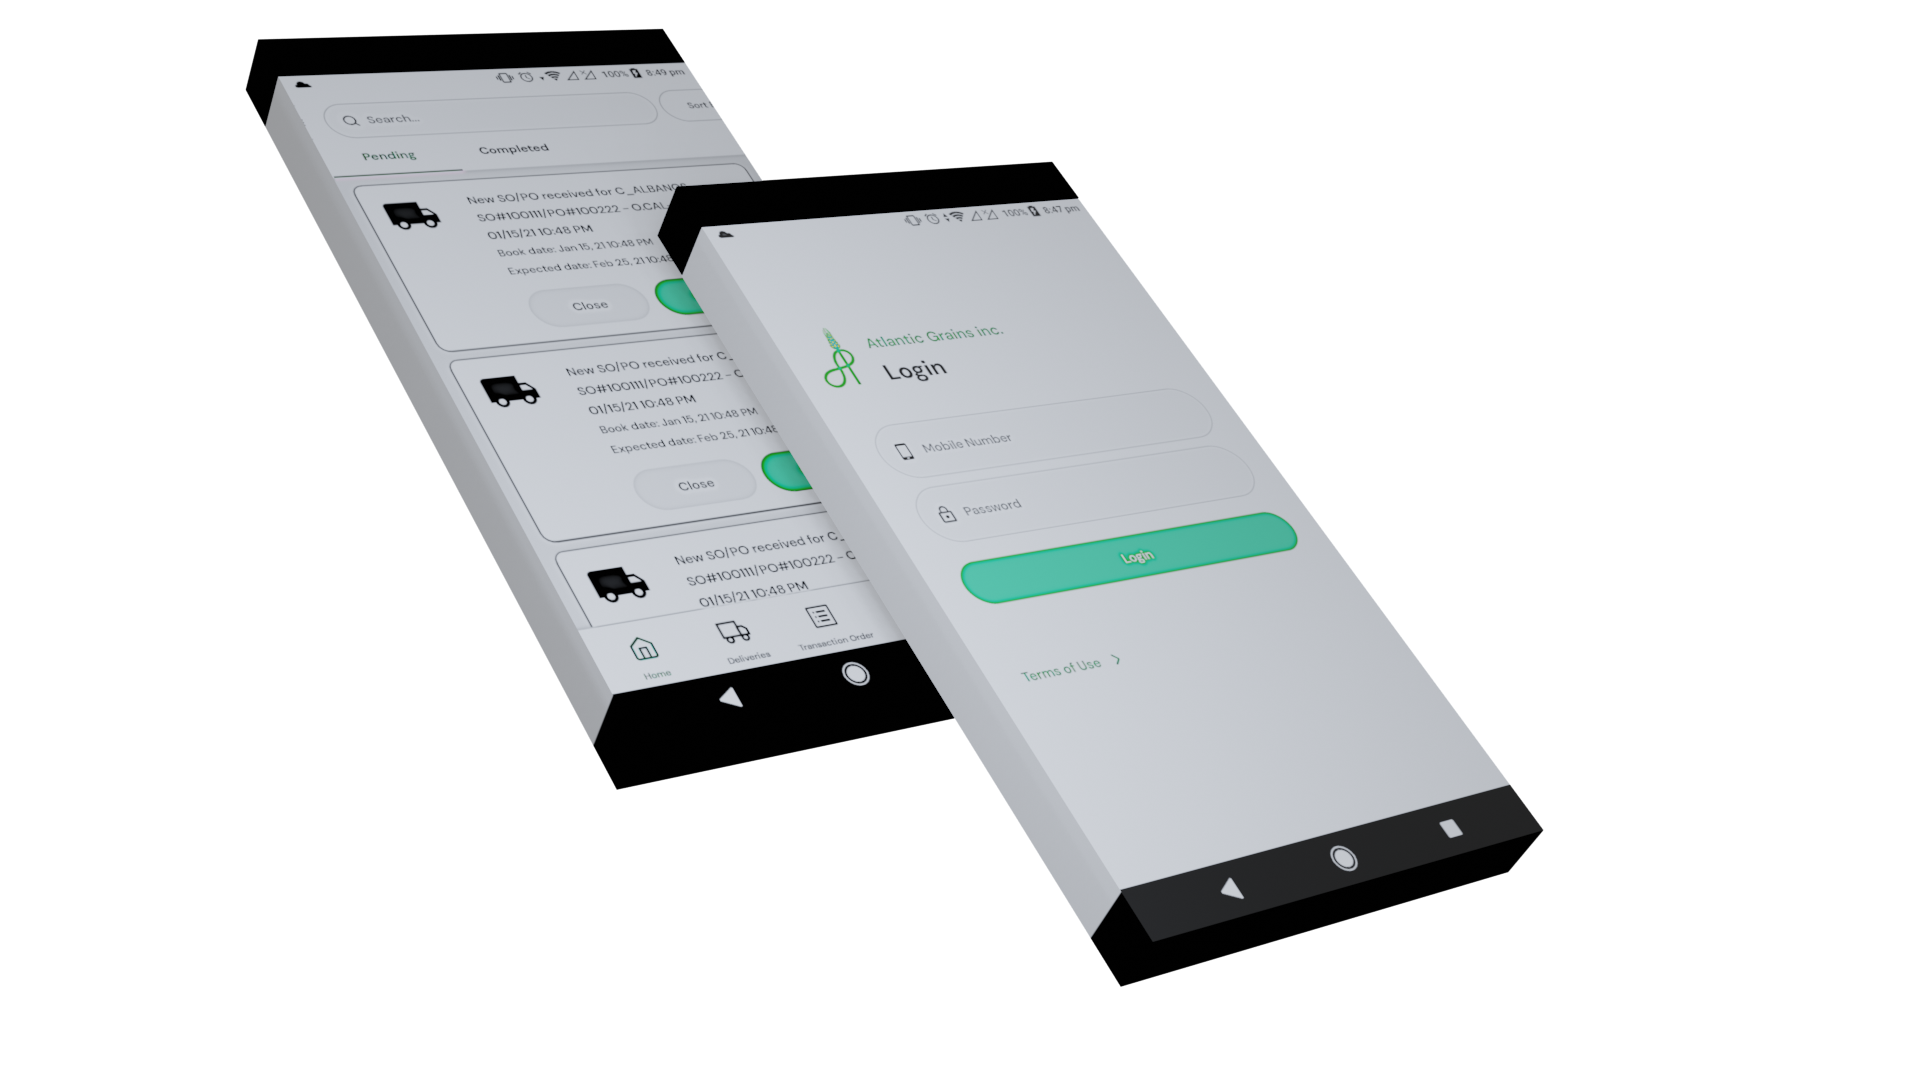 100% 8:49 pm
Search...
Sort
Pending
Completed
New SO/PO received for C_ALBANOS
SO#100111/PO#100222 - O.CAL
01/15/21 10:48 PM
Book date: Jan 15, 21 10:48 PM
Expected date: Feb 25, 21 10:48
Close
New SO/PO received for C_
SO#100111/PO#100222 - C
01/15/21 10:48 PM
Book date: Jan 15, 21 10:48 PM
Expected date: Feb 25, 21 10:48
Close
New SO/PO received for C_
SO#100111/PO#100222 - C
01/15/21 10:48 PM
Home
Deliveries
Transaction Order
100% 8:47 pm
Atlantic Grains inc.
Login
Mobile Number
Password
Login
Terms of Use